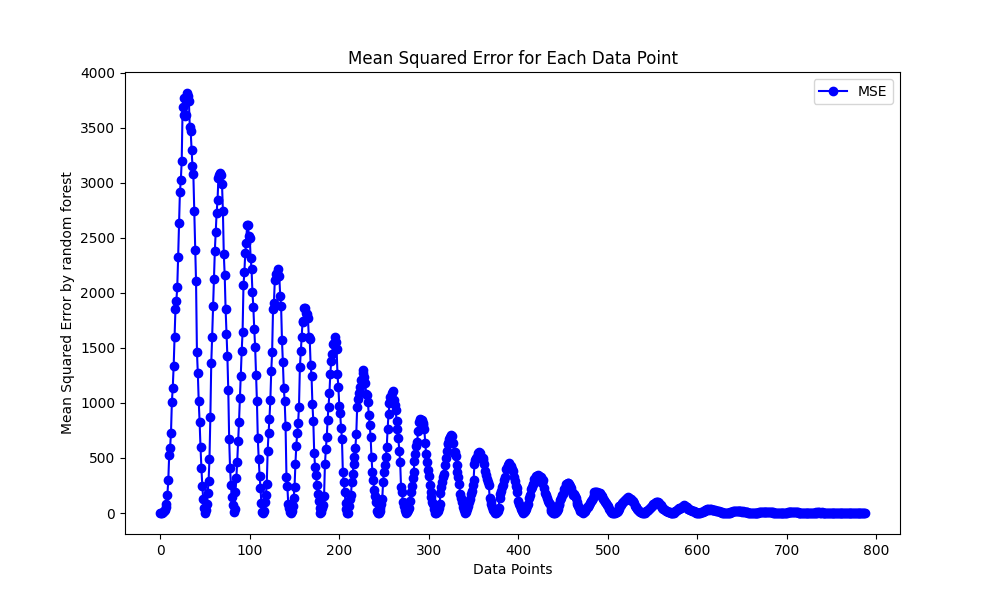 Mean Squared Error for Each Data Point
MSE
4000
3500
3000
2500
2000
1500
1000
500
0
Mean Squared Error by random forest
0 100 200 300 400 500 600 700 800
Data Points